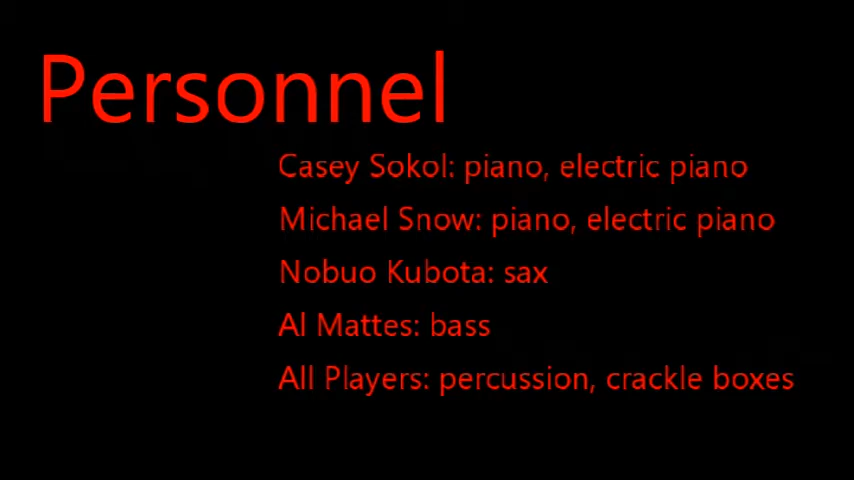 Personnel
Casey Sokol: piano, electric piano
Michael Snow: piano, electric piano
Nobuo Kubota: sax
Al Mattes: bass
All Players: percussion, crackle boxes